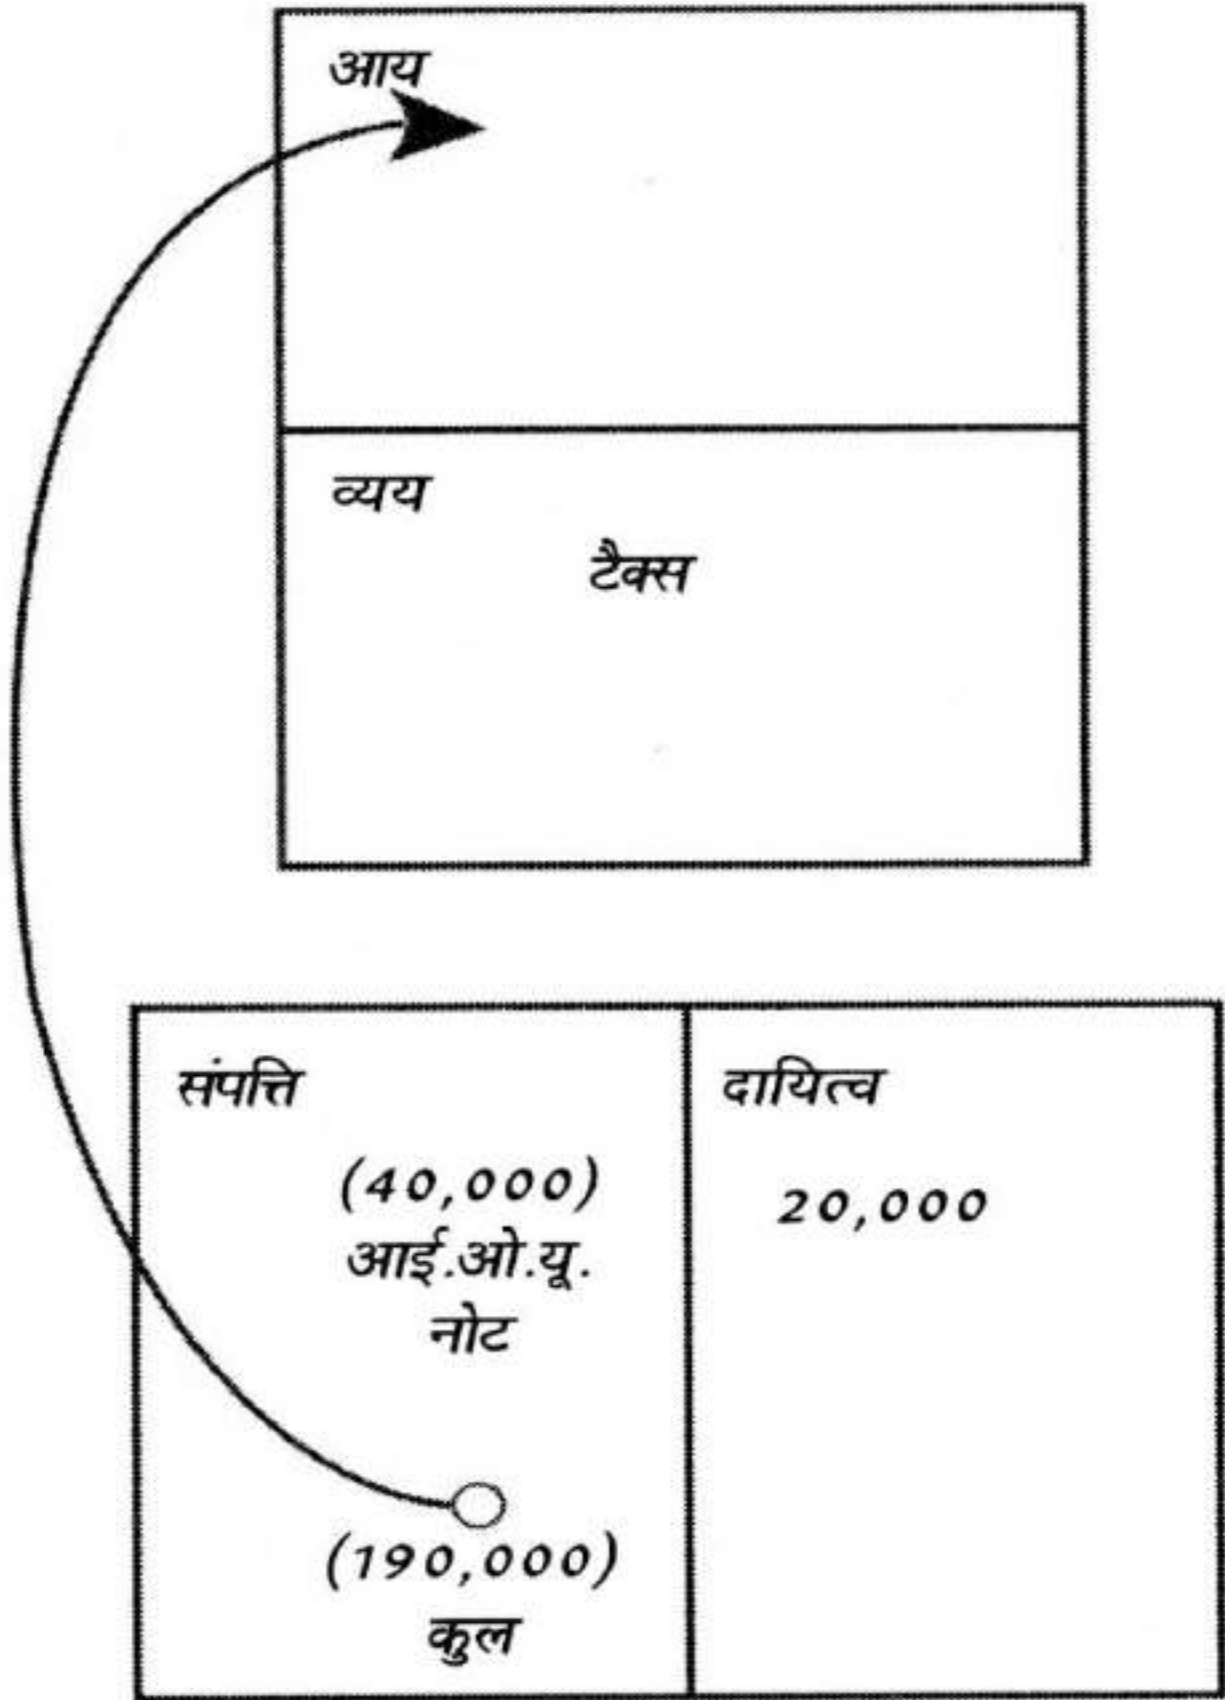 आय
व्यय
टैक्स
संपत्ति
(40,000)
आई.ओ.यू.
नोट
(190,000)
कुल
दायित्व
20,000